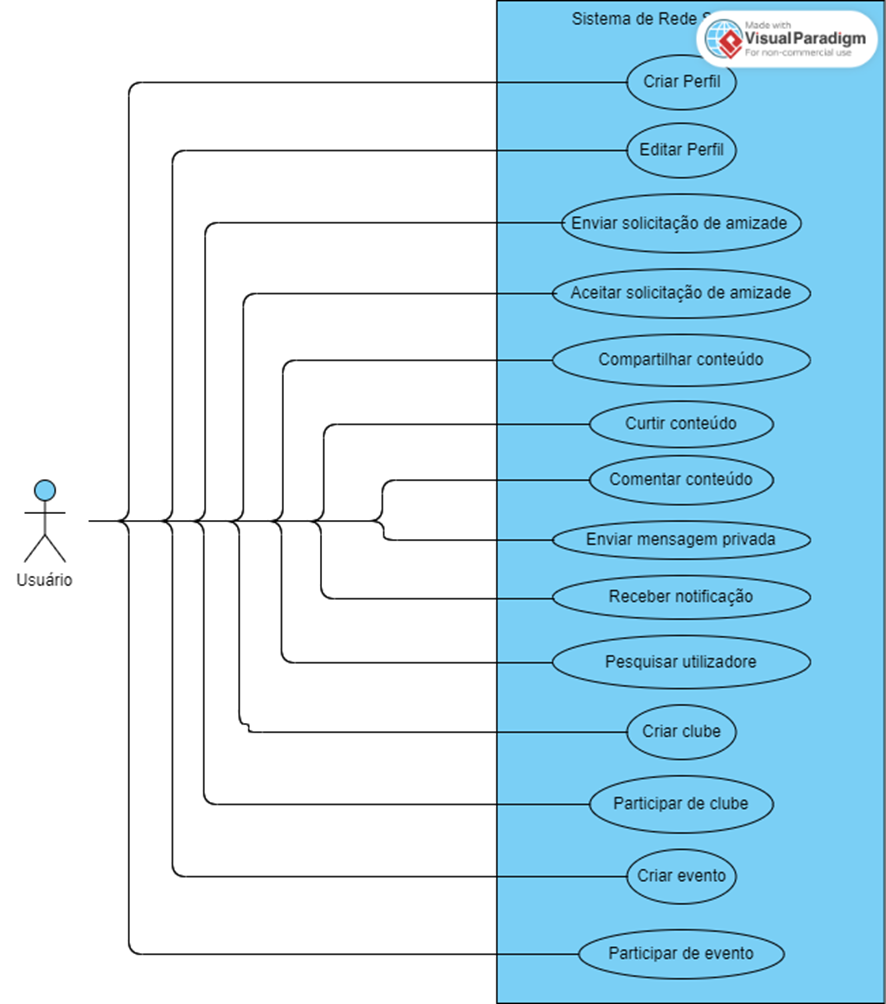 Sistema de Rede
Made with
VisualParadigm
For non-commercial use
Criar Perfil
Editar Perfil
Enviar solicitação de amizade
Aceitar solicitação de amizade
Compartilhar conteúdo
Curtir conteúdo
Comentar conteúdo
Enviar mensagem privada
Usuário
Receber notificação
Pesquisar utilizadore
Criar clube
Participar de clube
Criar evento
Participar de evento